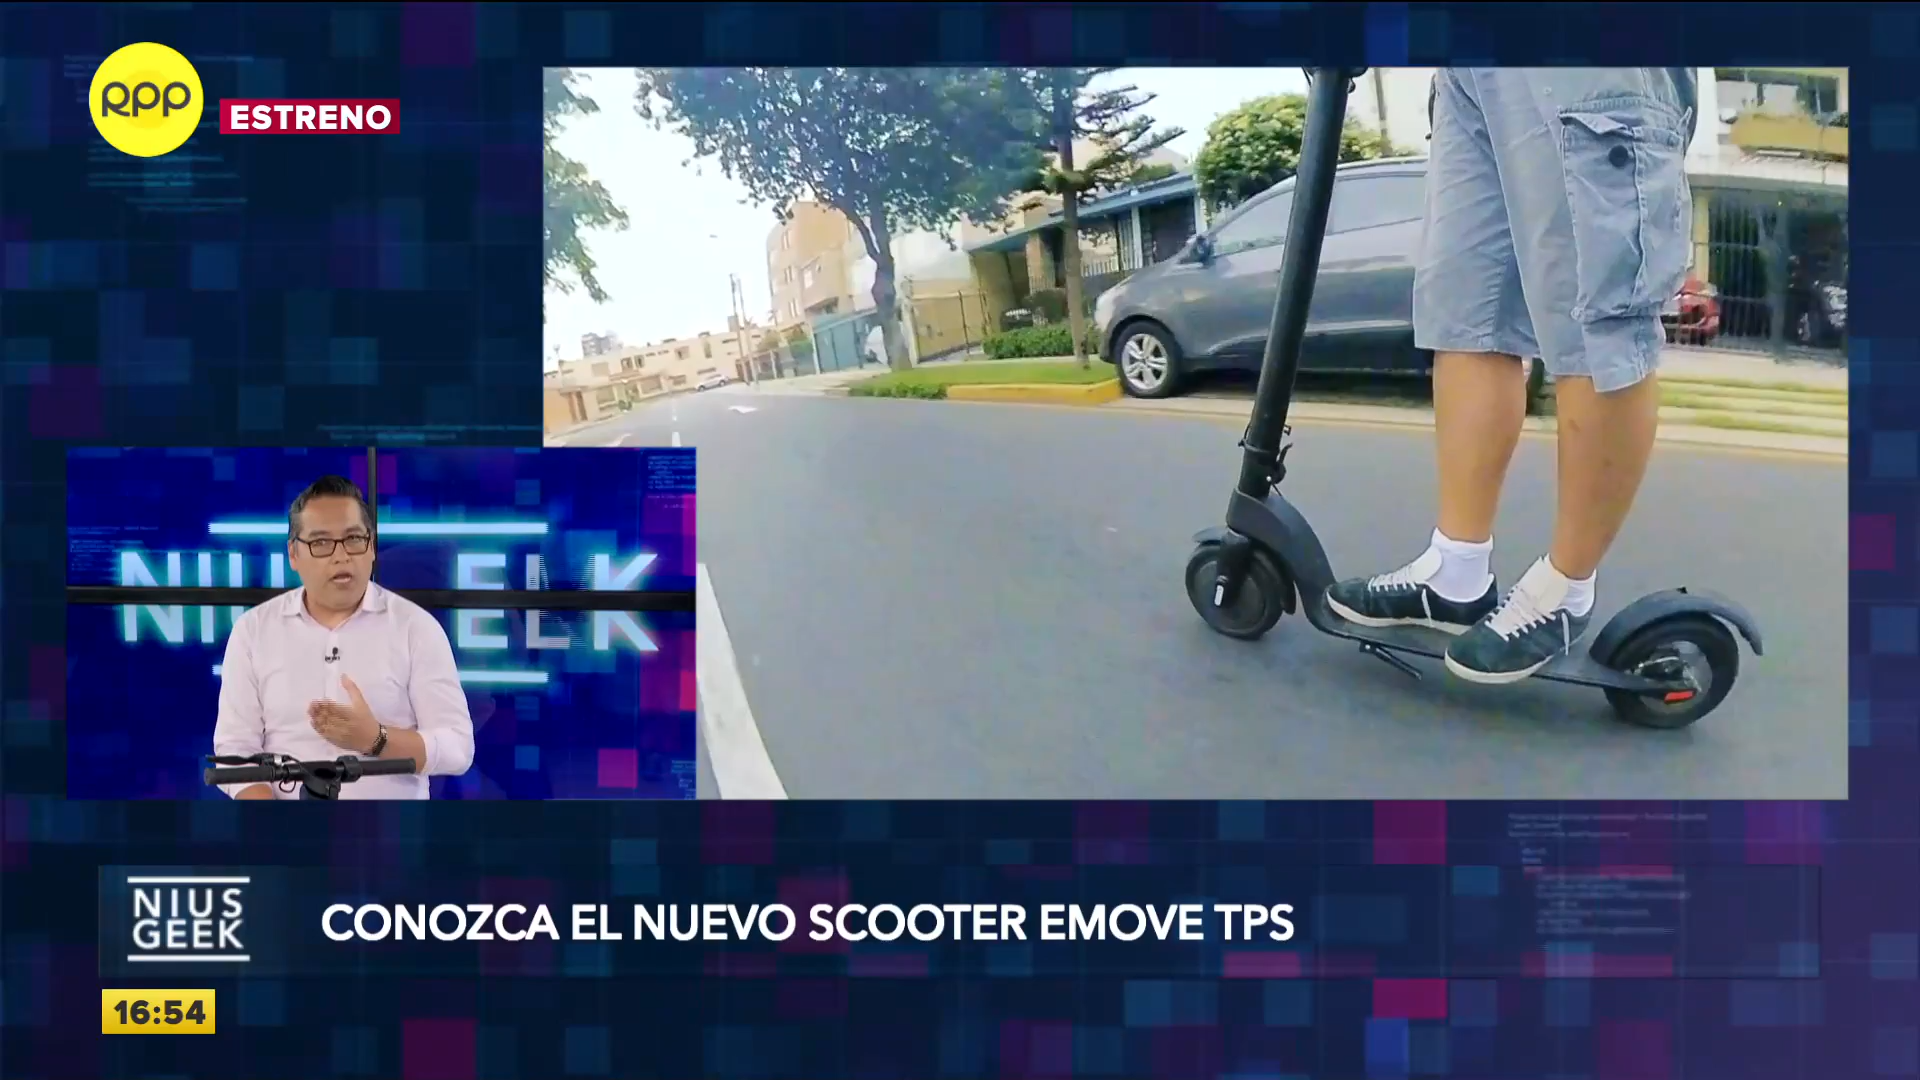 RPP
ESTRENO
NIUS
GEEK
CONOZCA EL NUEVO SCOOTER EMOVE TPS
16:54